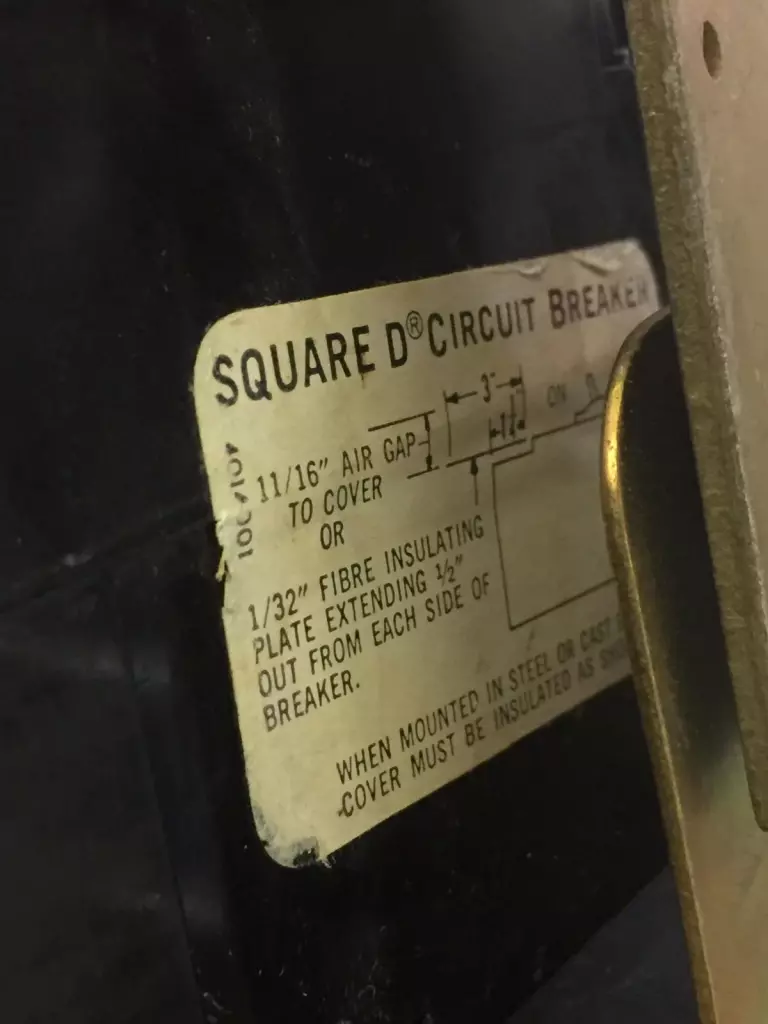 SQUARE D® CIRCUIT BREAKER
3"
ON
11/16" AIR GAP
TO COVER
OR
1/32" FIBRE INSULATING
PLATE EXTENDING ½"
OUT FROM EACH SIDE OF
BREAKER.
WHEN MOUNTED IN STEEL OR CAST
COVER MUST BE INSULATED AS